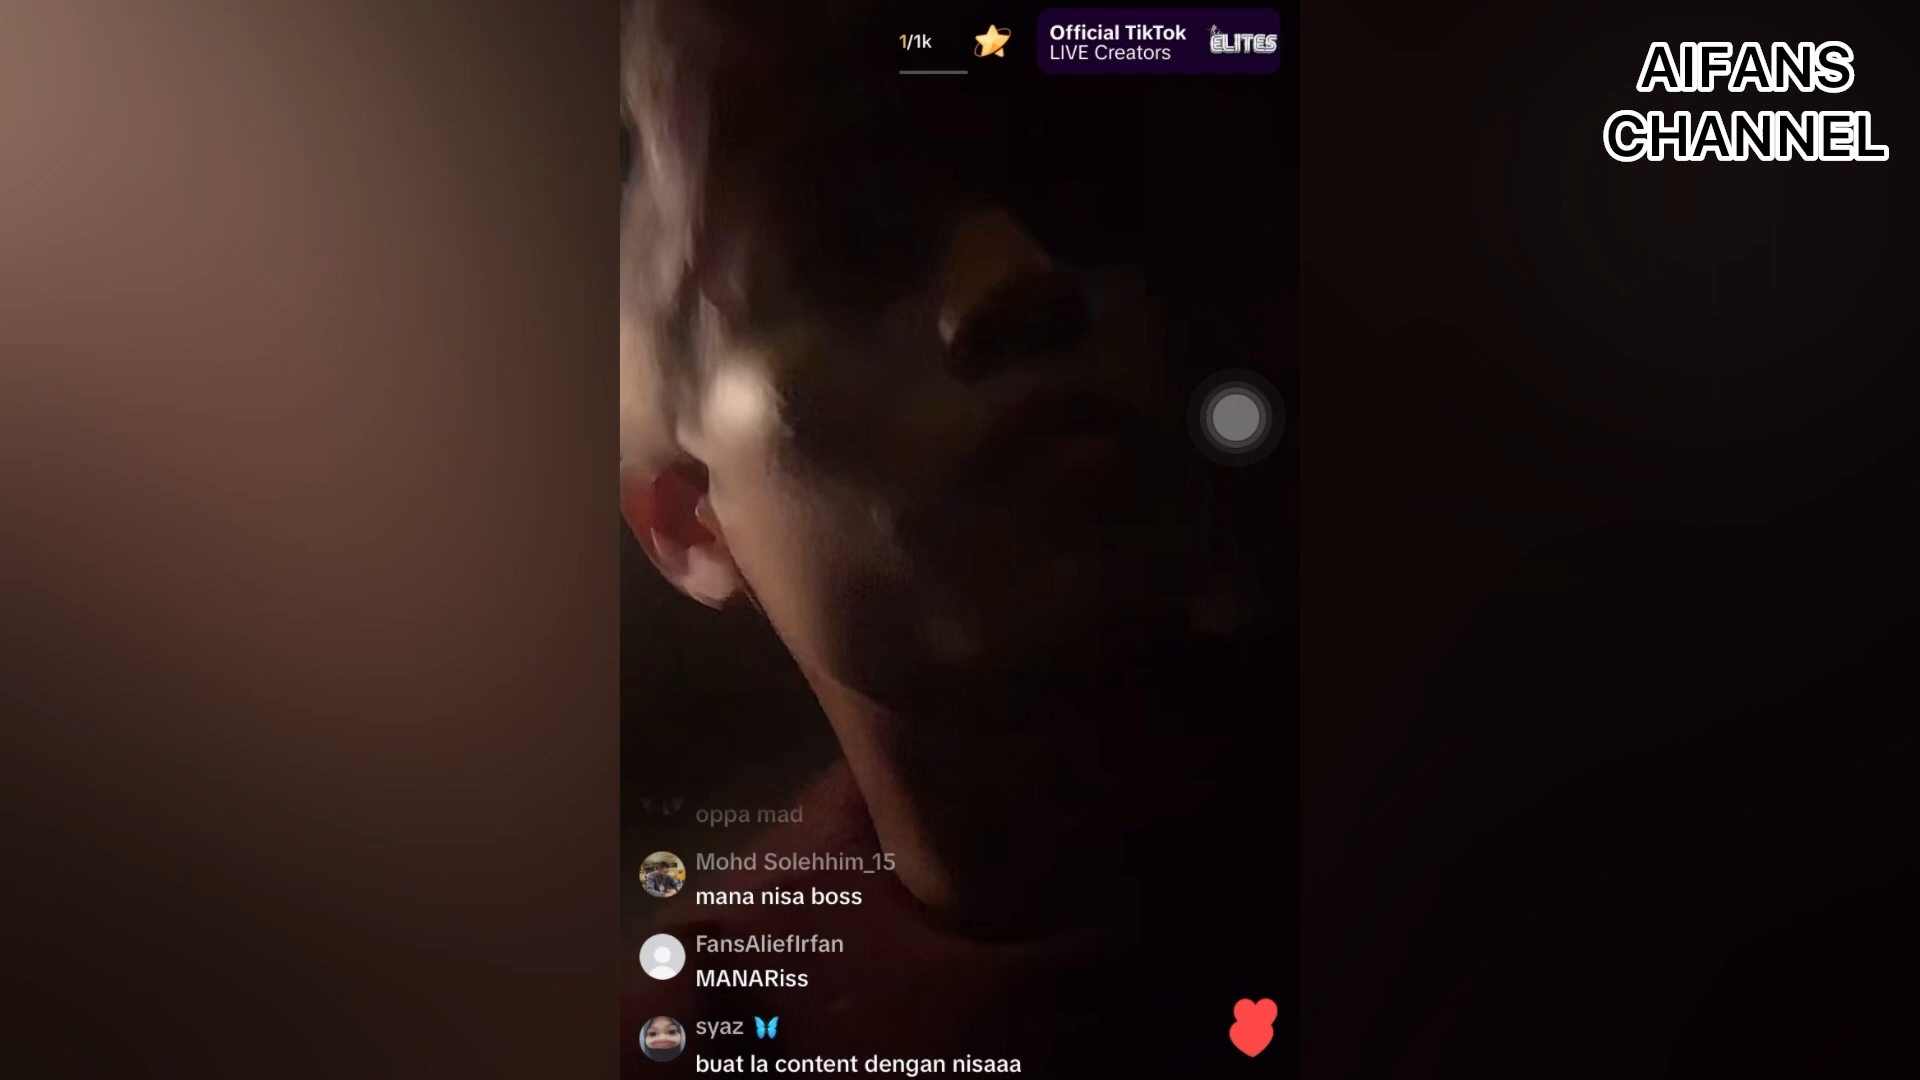 1/1k
Official TikTok
LIVE Creators
ELITES
AIFANS
CHANNEL
oppa mad
Mohd Solehhim_15
mana nisa boss
FansAliefIrfan
MANARiss
syaz
buat la content dengan nisaaa